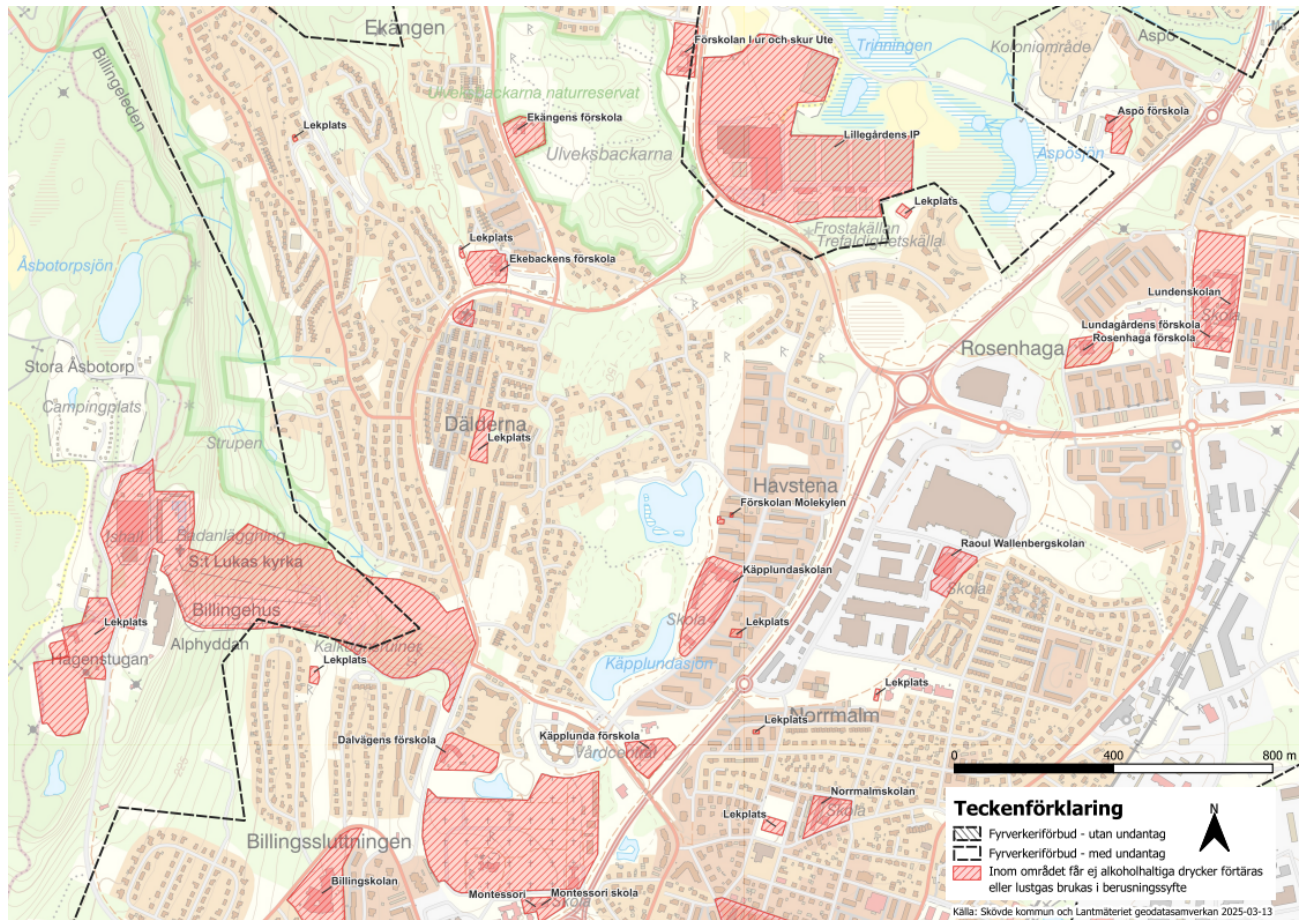 Ekängen
Förskolan I ur och skur Ute
Trinningen
Koloniområde
Aspö
Billingeleden
Ulveksbackarna naturreservat
Lekplats
Ekängens förskola
Aspö förskola
Ulveksbackarna
Lillegårdens IP
Aspösjön
Lekplats
Frostakällan
Trefaldighetskälla
Lekplats
Ekebackens förskola
Åsbotorpsjön
Lundenskolan
Skola
Lundagårdens förskola
Rosenhaga förskola
Rosenhaga
Stora Åsbotorp
Campingplats
Strupen
Dälderna
Lekplats
Havstena
Förskolan Molekylen
Ishall
Badanläggning
S:t Lukas kyrka
Raoul Wallenbergskolan
Skola
Käpplundaskolan
Billingehus
Skola
Lekplats
Lekplats
Alphyddan
Hagenstugan
Lekplats
Käpplundasjön
Lekplats
Norrmalm
Lekplats
Dalvägens förskola
Käpplunda förskola
Vårdcentral
0
400
800 m
Norrmalmskolan
Skola
Lekplats
Billingssluttningen
Billingskolan
Montessori
Montessori skola
Skola
Teckenförklaring
N
Fyrverkeriförbud - utan undantag
Fyrverkeriförbud - med undantag
Inom området får ej alkoholhaltiga drycker förtäras
eller lustgas brukas i berusningssyfte
Källa: Skövde kommun och Lantmäteriet geodatasamverkan 2025-03-13